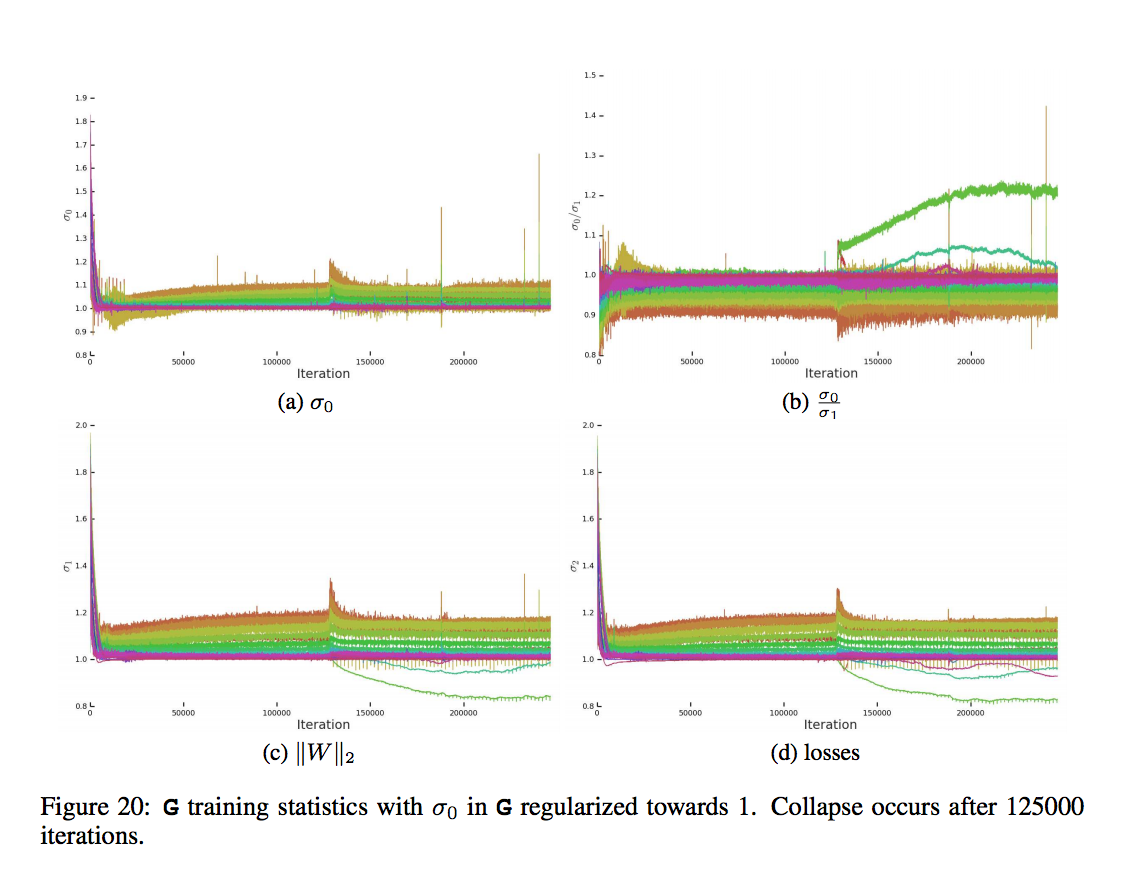 1.9
1.8
1.7
1.6
1.5
1.4
1.3
1.2
1.1
1.0
0.9
0.8
σ₀
0 50000 100000 150000 200000
Iteration
(a) σ₀
1.5
1.4
1.3
1.2
1.1
1.0
0.9
0.8
σ₀/σ₁
0 50000 100000 150000 200000
Iteration
(b) σ₀/σ₁
2.0
1.8
1.6
1.4
1.2
1.0
0.8
σ₁
0 50000 100000 150000 200000
Iteration
(c) ‖W‖₂
2.0
1.8
1.6
1.4
1.2
1.0
0.8
σ₂
0 50000 100000 150000 200000
Iteration
(d) losses
Figure 20: G training statistics with σ₀ in G regularized towards 1. Collapse occurs after 125000
iterations.